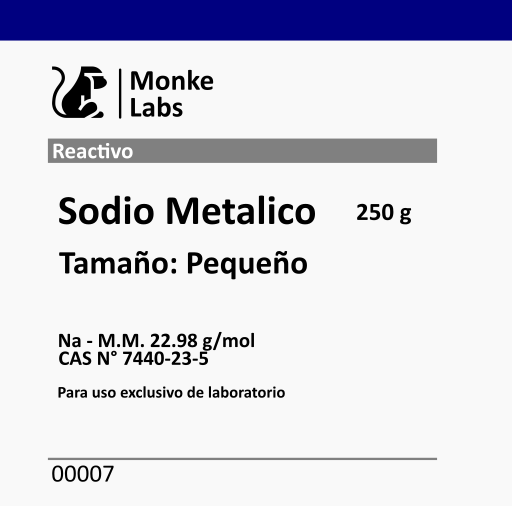 Monke
Labs
Reactivo
Sodio Metalico 250 g
Tamaño: Pequeño
Na - M.M. 22.98 g/mol
CAS N° 7440-23-5
Para uso exclusivo de laboratorio
00007